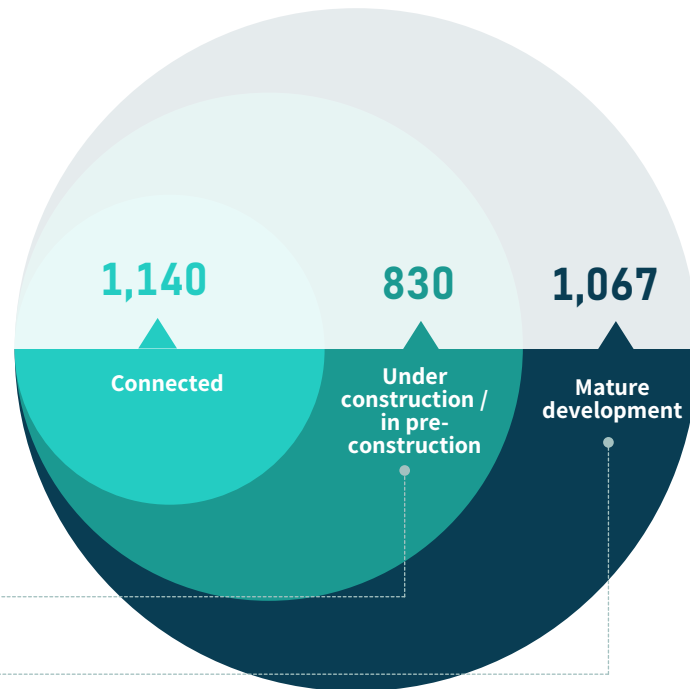 1,140
830
1,067
Connected
Under
construction /
in pre-
construction
Mature
development